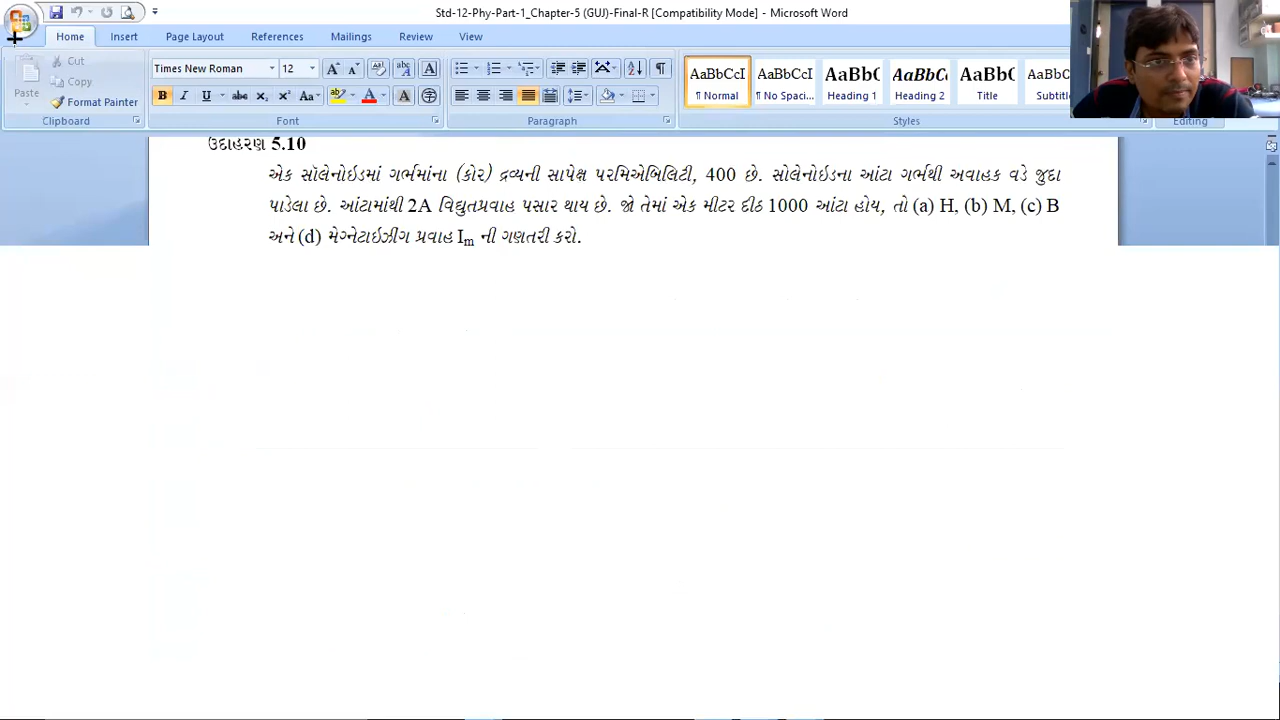 Std-12-Phy-Part-1_Chapter-5 (GUJ)-Final-R [Compatibility Mode] - Microsoft Word
Home Insert Page Layout References Mailings Review View
Paste Cut Copy Format Painter
Times New Roman 12
AaBbCcI AaBbCcI AaBbC AaBbCc AaBbC AaBbCc
¶ Normal ¶ No Spaci... Heading 1 Heading 2 Title Subtitl
Clipboard Font Paragraph Styles Editing
ઉદાહરણ 5.10
એક સૉલેનોઇડમાં ગર્ભમાંના (કોર) દ્રવ્યની સાપેક્ષ પરમિએબિલિટી, 400 છે. સોલેનોઈડના આંટા ગર્ભથી અવાહક વડે જુદા
પાડેલા છે. આંટામાંથી 2A વિદ્યુતપ્રવાહ પસાર થાય છે. જો તેમાં એક મીટર દીઠ 1000 આંટા હોય, તો (a) H, (b) M, (c) B
અને (d) મેગ્નેટાઇઝીંગ પ્રવાહ Iₘ ની ગણતરી કરો.